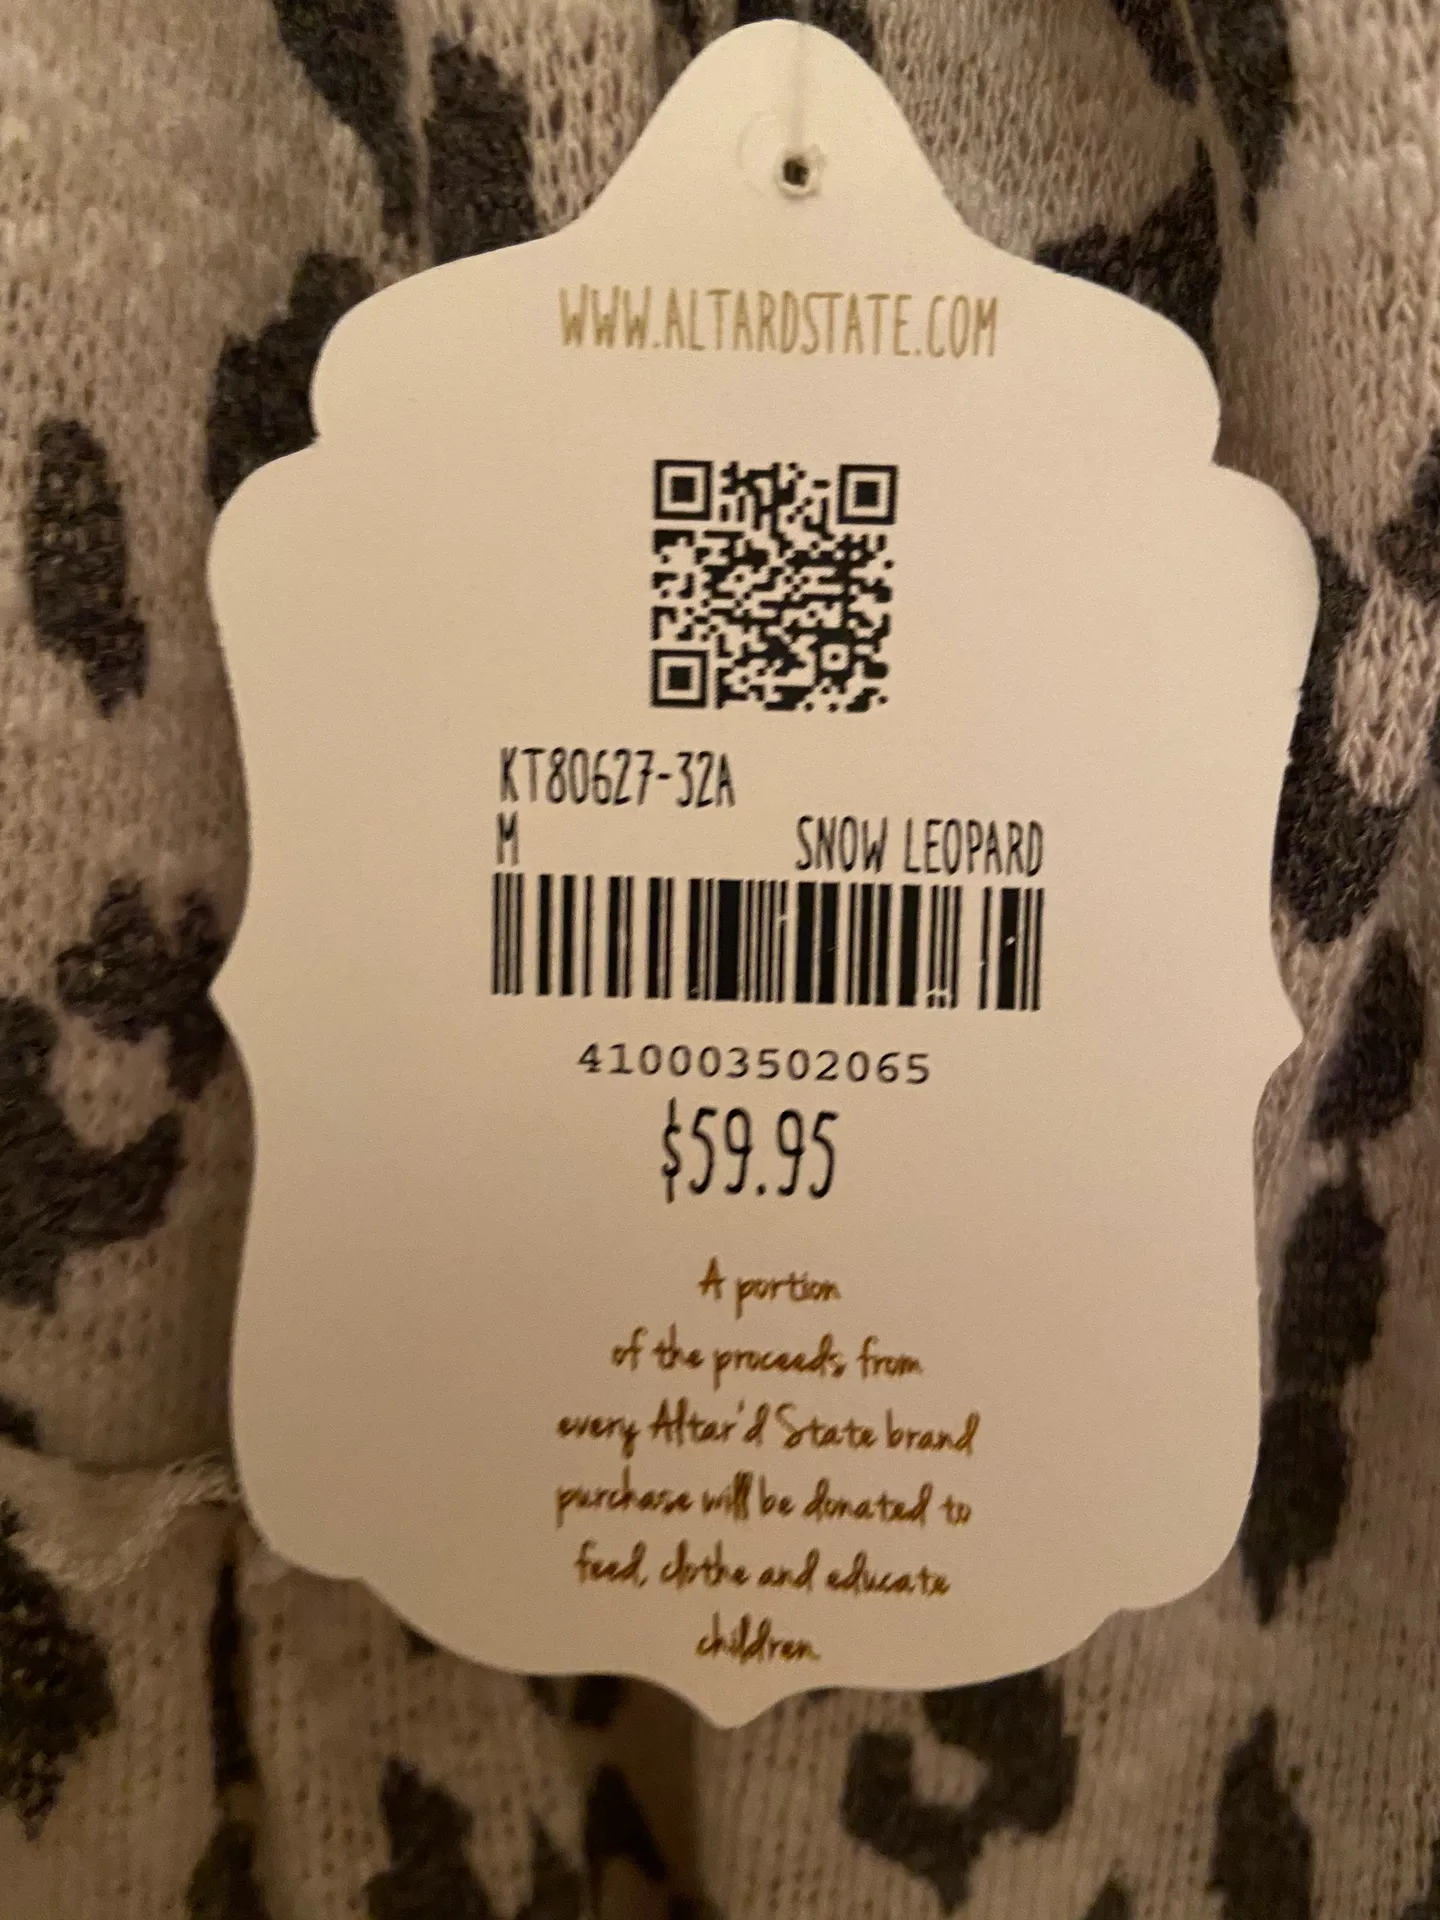 WWW.ALTARDSTATE.COM
KT80627-32A
M SNOW LEOPARD
410003502065
$59.95
A portion
of the proceeds from
every Altar'd State brand
purchase will be donated to
feed, clothe and educate
children.